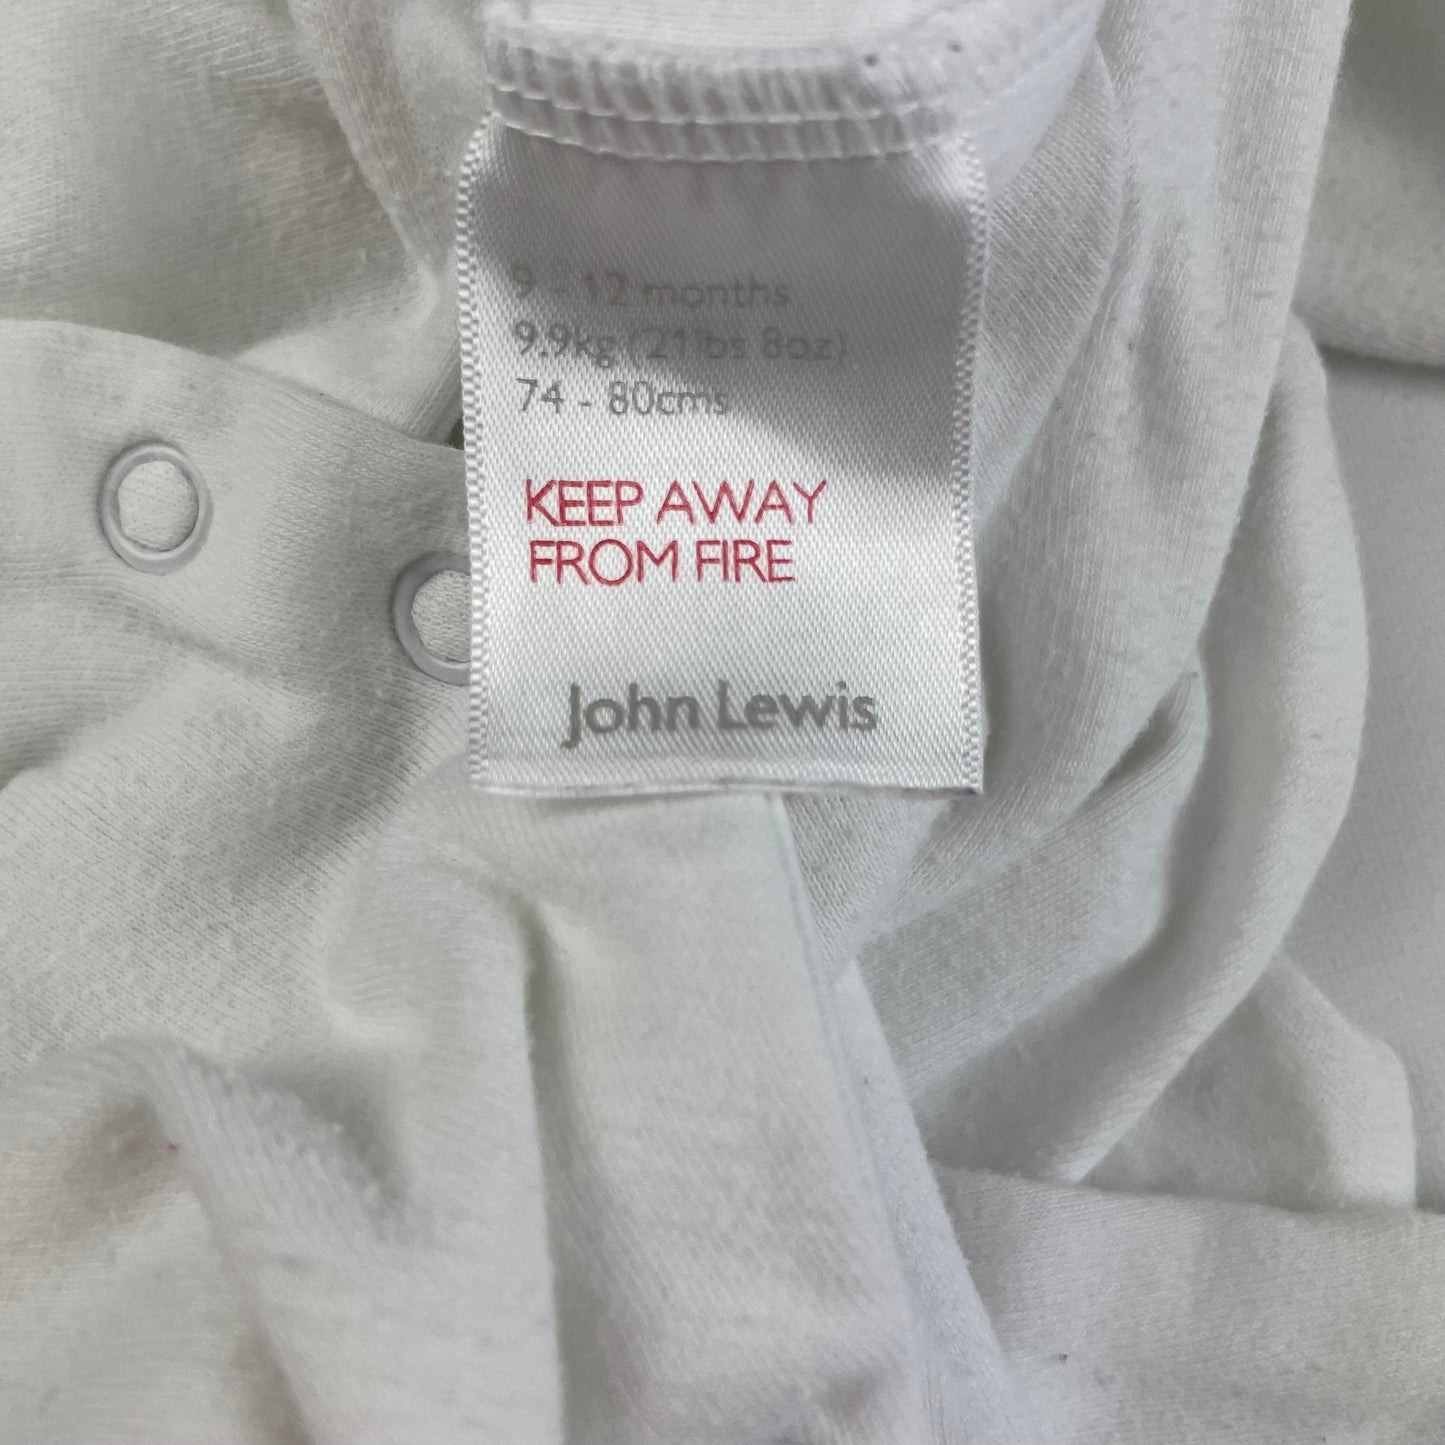 9 - 12 months
9.9kg (21lbs 8oz)
74 - 80cms
KEEP AWAY
FROM FIRE
John Lewis